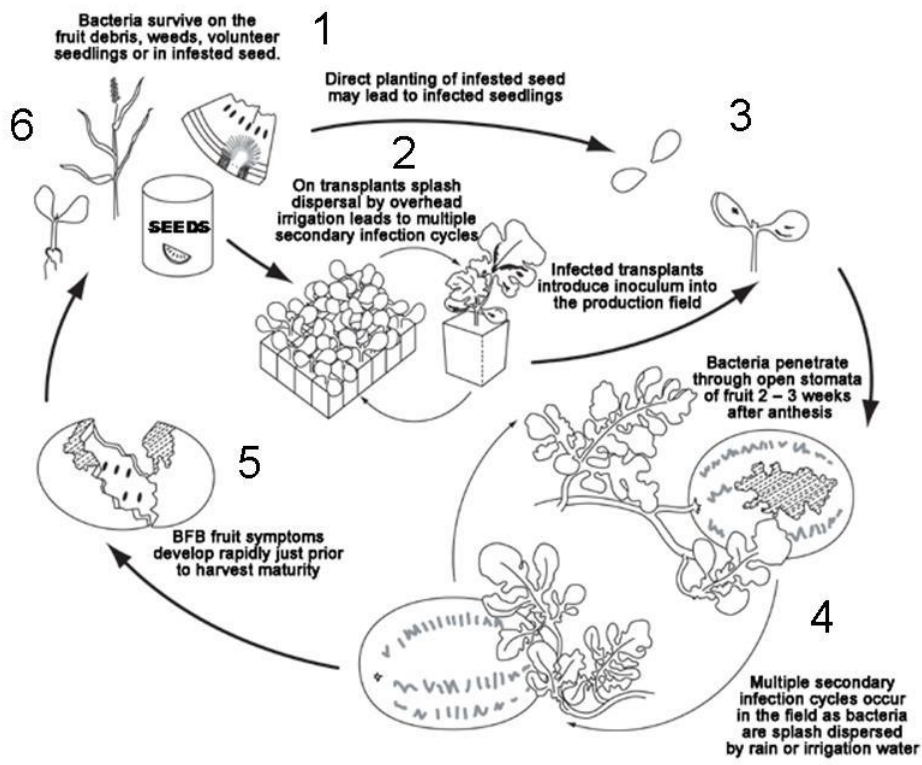 Bacteria survive on the
fruit debris, weeds, volunteer
seedlings or in infested seed.
1
Direct planting of infested seed
may lead to infected seedlings
3
6
2
On transplants splash
dispersal by overhead
irrigation leads to multiple
secondary infection cycles
SEEDS
Infected transplants
introduce inoculum into
the production field
Bacteria penetrate
through open stomata
of fruit 2 – 3 weeks
after anthesis
5
BFB fruit symptoms
develop rapidly just prior
to harvest maturity
4
Multiple secondary
infection cycles occur
in the field as bacteria
are splash dispersed
by rain or irrigation water